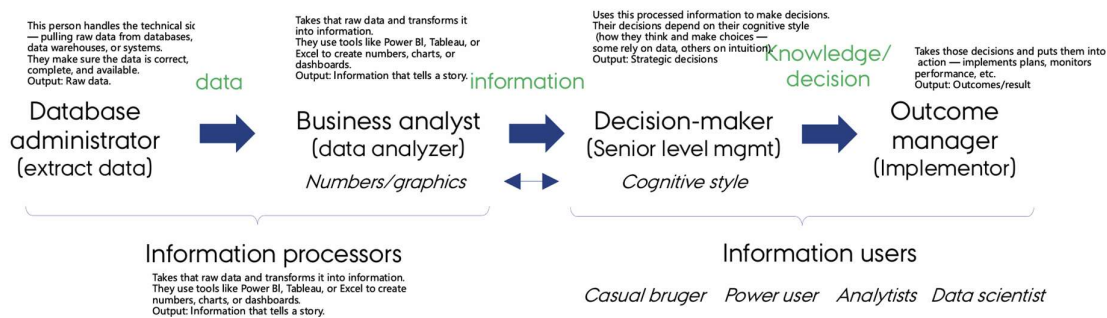 This person handles the technical sid
— pulling raw data from databases,
data warehouses, or systems.
They make sure the data is correct,
complete, and available.
Output: Raw data.
data
Takes that raw data and transforms it
into information.
They use tools like Power BI, Tableau, or
Excel to create numbers, charts, or
dashboards.
Output: Information that tells a story.
information
Uses this processed information to make decisions.
Their decisions depend on their cognitive style
(how they think and make choices —
some rely on data, others on intuition).
Output: Strategic decisions
Knowledge/
decision
Takes those decisions and puts them into
action — implements plans, monitors
performance, etc.
Output: Outcomes/result
Database
administrator
(extract data)
Business analyst
(data analyzer)
Numbers/graphics
Decision-maker
(Senior level mgmt)
Cognitive style
Outcome
manager
(Implementor)
Information processors
Takes that raw data and transforms it into information.
They use tools like Power BI, Tableau, or Excel to create
numbers, charts, or dashboards.
Output: Information that tells a story.
Information users
Casual bruger Power user Analytists Data scientist